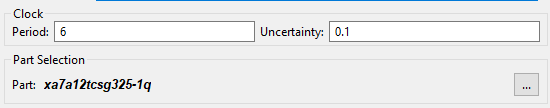 Clock
Period: 6 Uncertainty: 0.1
Part Selection
Part: xa7a12tcsg325-1q ...